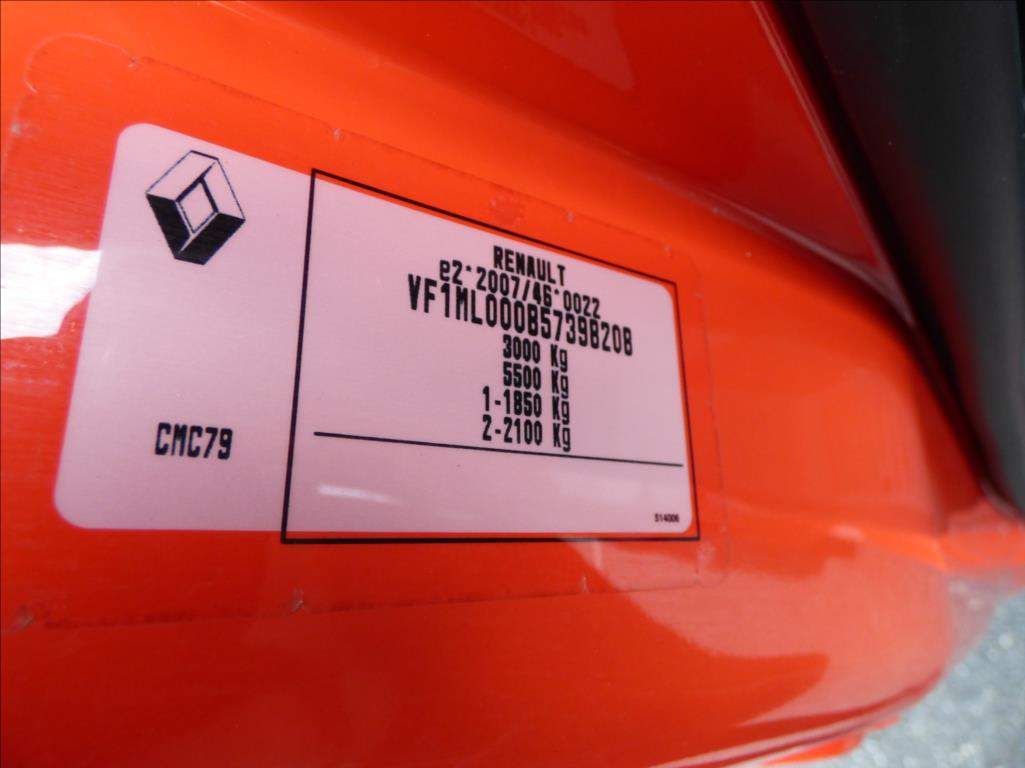 RENAULT
e2*2007/46*0022
VF1ML000B57398208
3000 Kg
5500 Kg
1-1850 Kg
2-2100 Kg
CMC79
514006